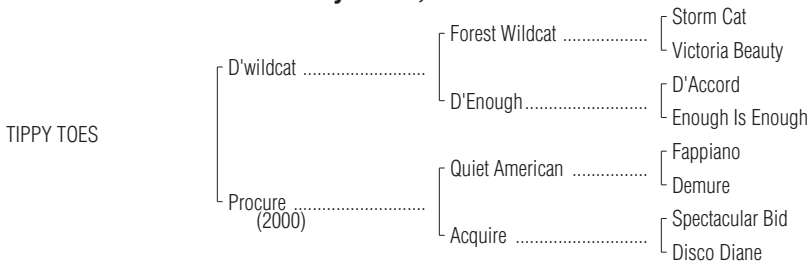 Storm Cat
Forest Wildcat ..................
Victoria Beauty
D'wildcat ..........................
D'Accord
D'Enough..........................
Enough Is Enough
TIPPY TOES
Fappiano
Quiet American ................
Demure
Procure ............................
(2000)
Spectacular Bid
Acquire ............................
Disco Diane